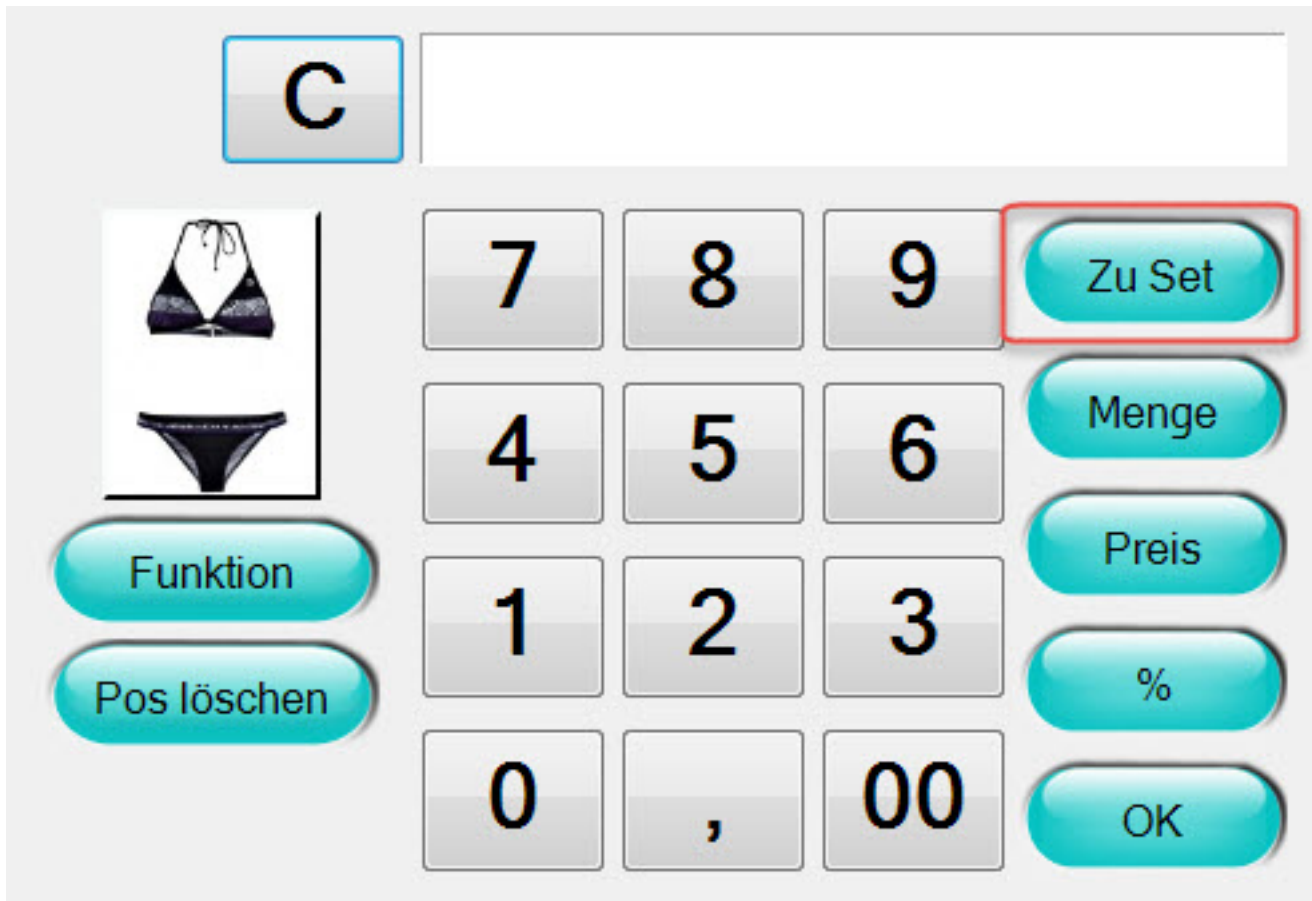 C
7 8 9 Zu Set
4 5 6 Menge
Funktion 1 2 3 Preis
Pos löschen %
0 , 00 OK